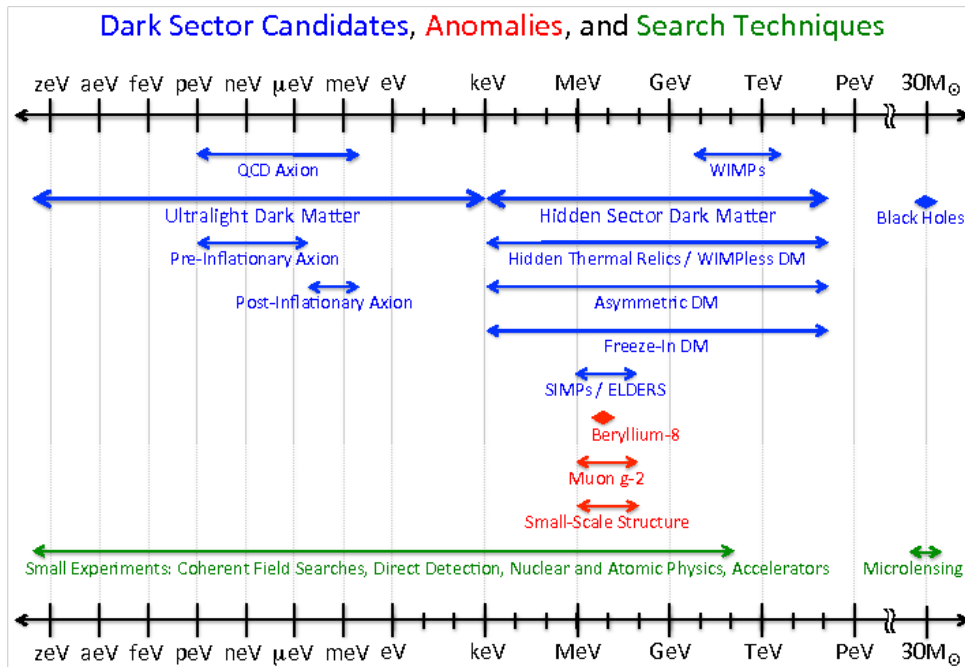 Dark Sector Candidates, Anomalies, and Search Techniques
zeV aeV feV peV neV μeV meV eV keV MeV GeV TeV PeV 30M☉
QCD Axion WIMPs
Ultralight Dark Matter Hidden Sector Dark Matter Black Holes
Pre-Inflationary Axion Hidden Thermal Relics / WIMPless DM
Post-Inflationary Axion Asymmetric DM
Freeze-In DM
SIMPs / ELDERS
Beryllium-8
Muon g-2
Small-Scale Structure
Small Experiments: Coherent Field Searches, Direct Detection, Nuclear and Atomic Physics, Accelerators Microlensing
zeV aeV feV peV neV μeV meV eV keV MeV GeV TeV PeV 30M☉